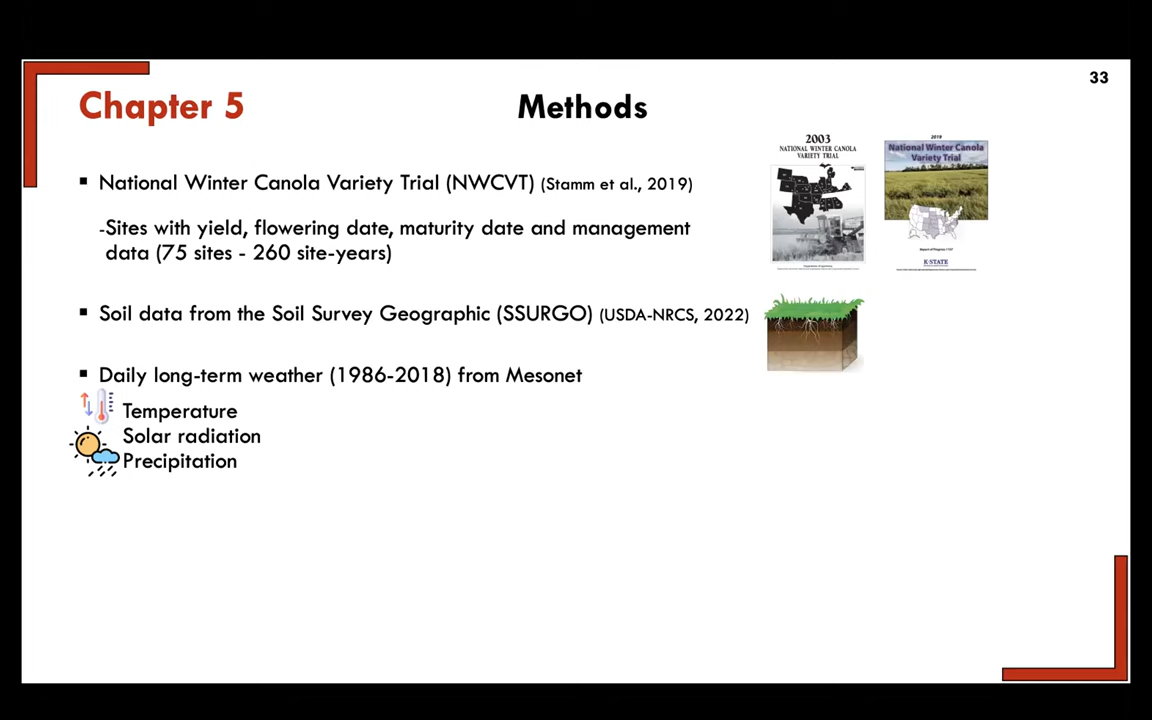 33
Chapter 5
Methods
2003
NATIONAL WINTER CANOLA
VARIETY TRIAL
2019
National Winter Canola
Variety Trial
K-STATE
▪ National Winter Canola Variety Trial (NWCVT) (Stamm et al., 2019)
-Sites with yield, flowering date, maturity date and management
data (75 sites - 260 site-years)
▪ Soil data from the Soil Survey Geographic (SSURGO) (USDA-NRCS, 2022)
▪ Daily long-term weather (1986-2018) from Mesonet
Temperature
Solar radiation
Precipitation